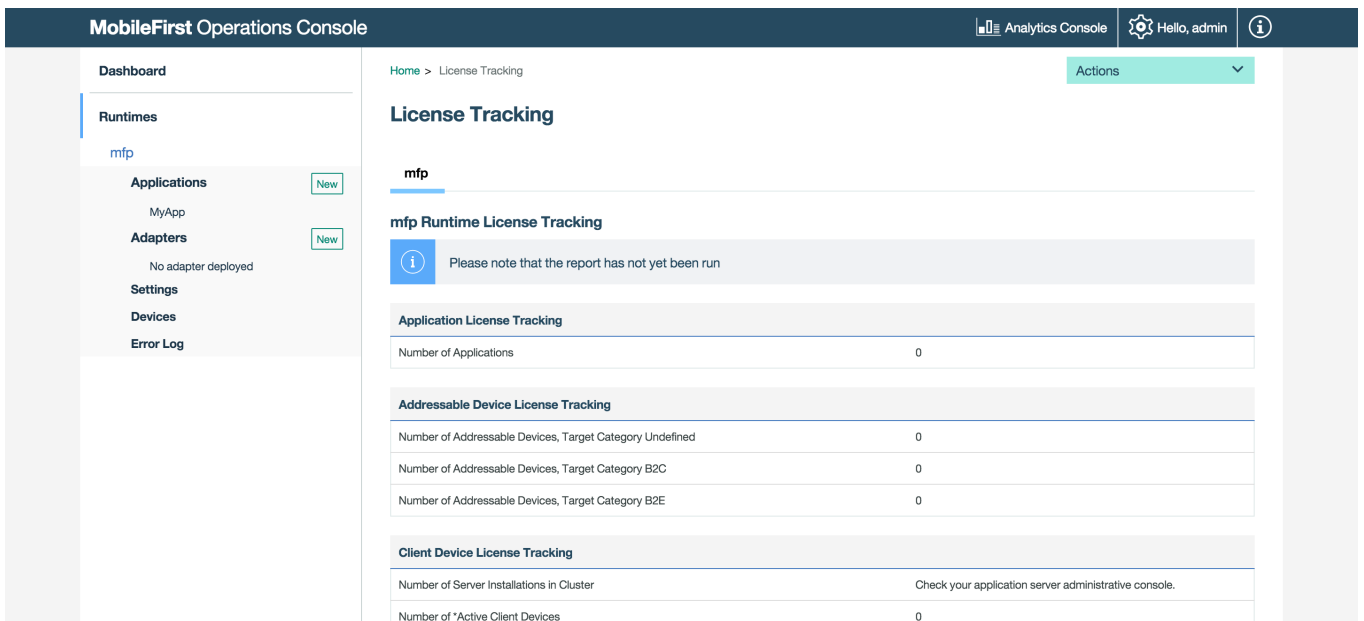 MobileFirst Operations Console
Analytics Console
Hello, admin
Dashboard
Runtimes
mfp
Applications New
MyApp
Adapters New
No adapter deployed
Settings
Devices
Error Log
Home > License Tracking
Actions
License Tracking
mfp
mfp Runtime License Tracking
Please note that the report has not yet been run
Application License Tracking
Number of Applications 0
Addressable Device License Tracking
Number of Addressable Devices, Target Category Undefined 0
Number of Addressable Devices, Target Category B2C 0
Number of Addressable Devices, Target Category B2E 0
Client Device License Tracking
Number of Server Installations in Cluster Check your application server administrative console.
Number of *Active Client Devices 0